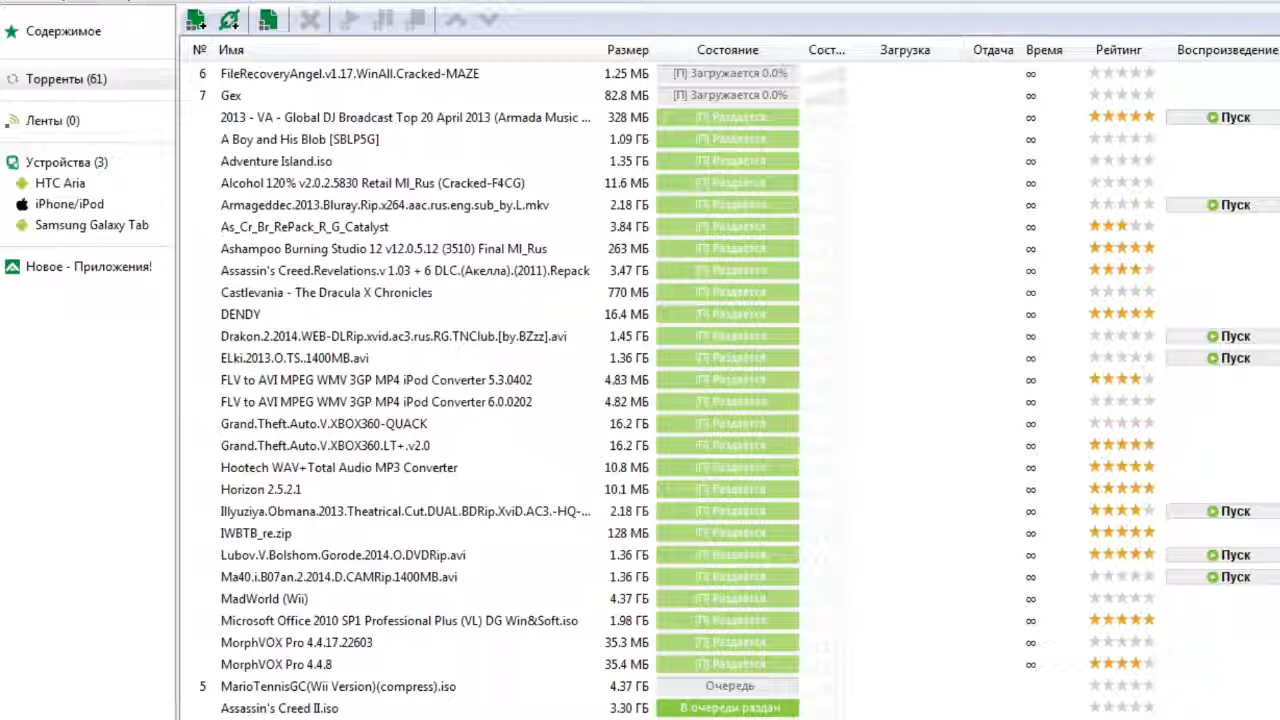 Содержимое
Торренты (61)
Ленты (0)
Устройства (3)
HTC Aria
iPhone/iPod
Samsung Galaxy Tab
Новое - Приложения!
№ Имя Размер Состояние Сост... Загрузка Отдача Время Рейтинг Воспроизведение
6 FileRecoveryAngel.v1.17.WinAll.Cracked-MAZE 1.25 МБ [П] Загружается 0.0% ∞
7 Gex 82.8 МБ [П] Загружается 0.0% ∞
2013 - VA - Global DJ Broadcast Top 20 April 2013 (Armada Music ... 328 МБ [П] Раздается ∞ Пуск
A Boy and His Blob [SBLP5G] 1.09 ГБ [П] Раздается ∞
Adventure Island.iso 1.35 ГБ [П] Раздается ∞
Alcohol 120% v2.0.2.5830 Retail Ml_Rus (Cracked-F4CG) 11.6 МБ [П] Раздается ∞
Armageddec.2013.Bluray.Rip.x264.aac.rus.eng.sub_by.L.mkv 2.18 ГБ [П] Раздается ∞ Пуск
As_Cr_Br_RePack_R_G_Catalyst 3.84 ГБ [П] Раздается ∞
Ashampoo Burning Studio 12 v12.0.5.12 (3510) Final Ml_Rus 263 МБ [П] Раздается ∞
Assassin's Creed.Revelations.v 1.03 + 6 DLC.(Акелла).(2011).Repack 3.47 ГБ [П] Раздается ∞
Castlevania - The Dracula X Chronicles 770 МБ [П] Раздается ∞
DENDY 16.4 МБ [П] Раздается ∞
Drakon.2.2014.WEB-DLRip.xvid.ac3.rus.RG.TNClub.[by.BZzz].avi 1.45 ГБ [П] Раздается ∞ Пуск
ELki.2013.O.TS..1400MB.avi 1.36 ГБ [П] Раздается ∞ Пуск
FLV to AVI MPEG WMV 3GP MP4 iPod Converter 5.3.0402 4.83 МБ [П] Раздается ∞
FLV to AVI MPEG WMV 3GP MP4 iPod Converter 6.0.0202 4.82 МБ [П] Раздается ∞
Grand.Theft.Auto.V.XBOX360-QUACK 16.2 ГБ [П] Раздается ∞
Grand.Theft.Auto.V.XBOX360.LT+.v2.0 16.2 ГБ [П] Раздается ∞
Hootech WAV+Total Audio MP3 Converter 10.8 МБ [П] Раздается ∞
Horizon 2.5.2.1 10.1 МБ [П] Раздается ∞
Illyuziya.Obmana.2013.Theatrical.Cut.DUAL.BDRip.XviD.AC3.-HQ-... 2.18 ГБ [П] Раздается ∞ Пуск
IWBTB_re.zip 128 МБ [П] Раздается ∞
Lubov.V.Bolshom.Gorode.2014.O.DVDRip.avi 1.36 ГБ [П] Раздается ∞ Пуск
Ma40.i.B07an.2.2014.D.CAMRip.1400MB.avi 1.36 ГБ [П] Раздается ∞ Пуск
MadWorld (Wii) 4.37 ГБ [П] Раздается ∞
Microsoft Office 2010 SP1 Professional Plus (VL) DG Win&Soft.iso 1.98 ГБ [П] Раздается ∞
MorphVOX Pro 4.4.17.22603 35.3 МБ [П] Раздается ∞
MorphVOX Pro 4.4.8 35.4 МБ [П] Раздается ∞
5 MarioTennisGC(Wii Version)(compress).iso 4.37 ГБ Очередь
Assassin's Creed II.iso 3.30 ГБ В очереди раздач